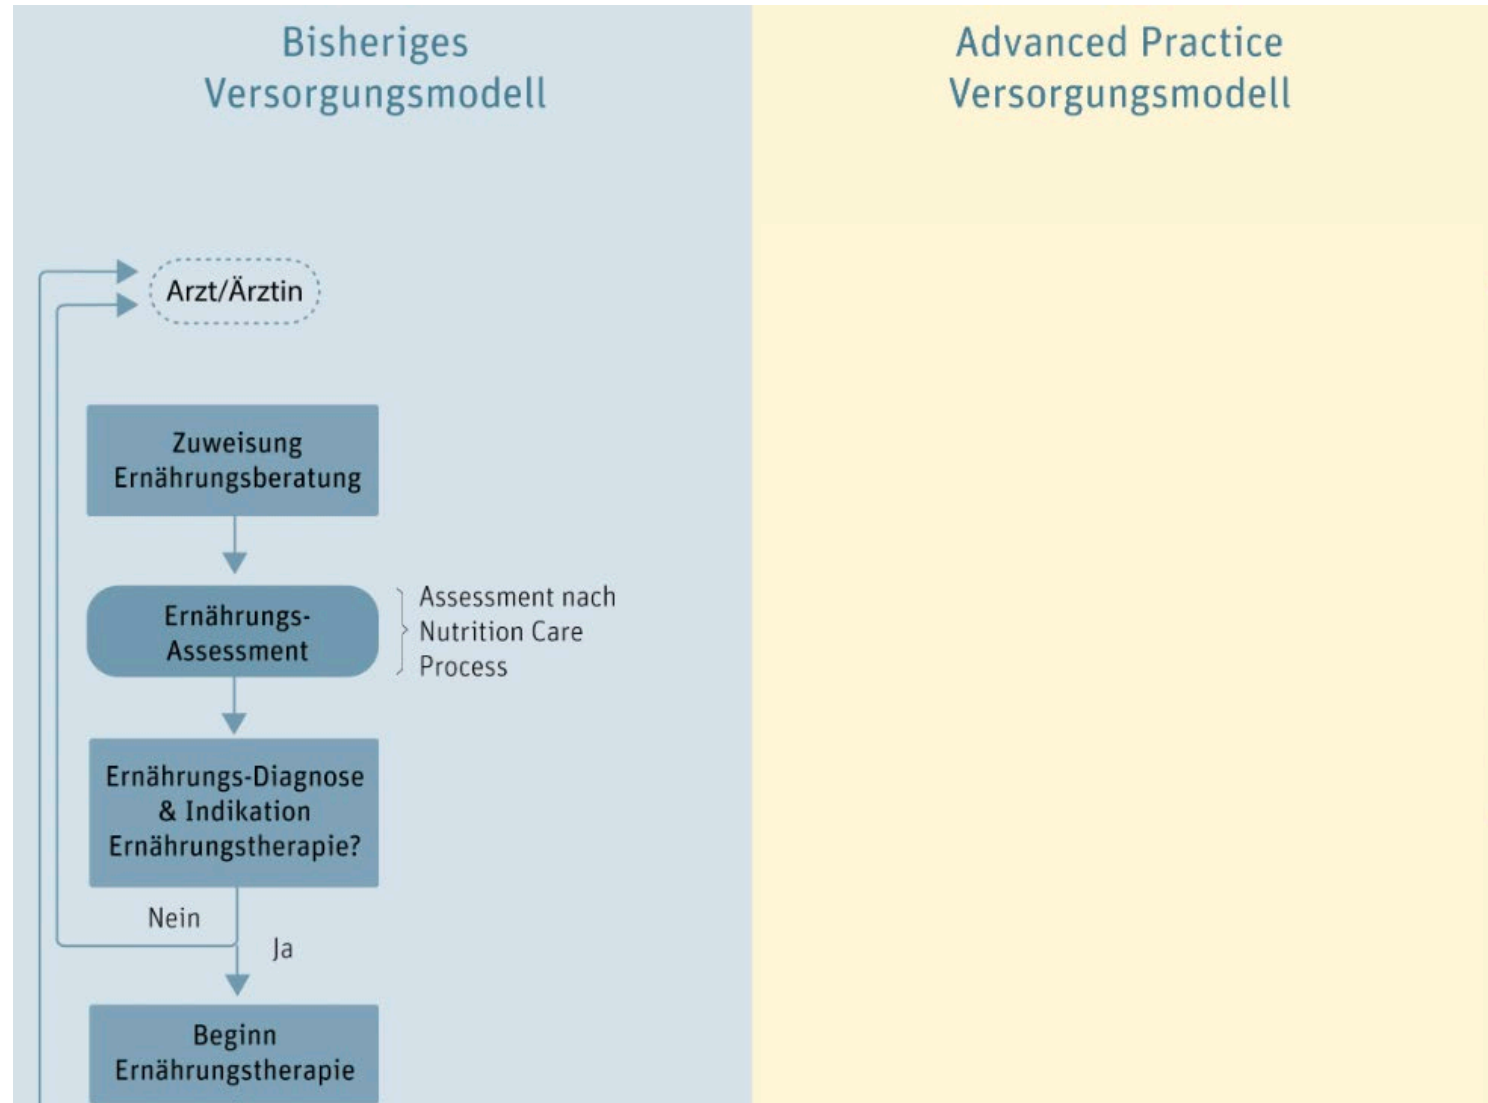 Bisheriges
Versorgungsmodell
Advanced Practice
Versorgungsmodell
Arzt/Ärztin
Zuweisung
Ernährungsberatung
Ernährungs-
Assessment
Assessment nach
Nutrition Care
Process
Ernährungs-Diagnose
& Indikation
Ernährungstherapie?
Nein
Ja
Beginn
Ernährungstherapie